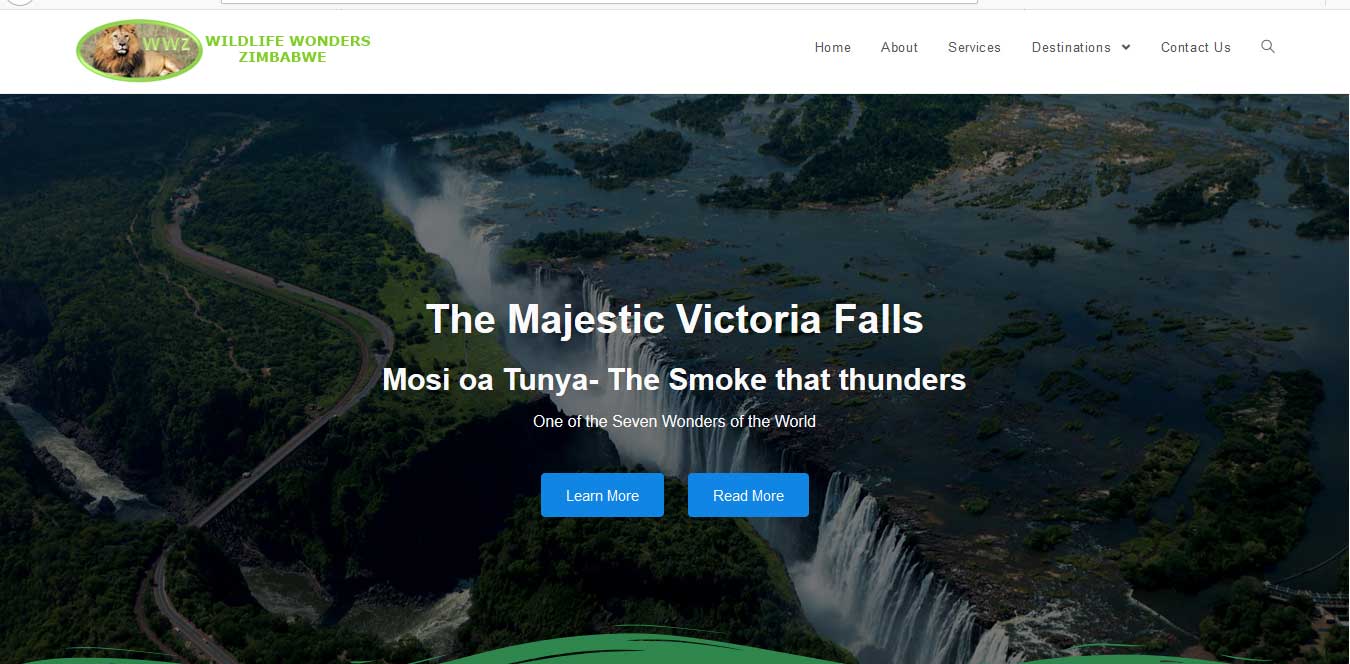 WWZ
WILDLIFE WONDERS
ZIMBABWE
Home About Services Destinations Contact Us
The Majestic Victoria Falls
Mosi oa Tunya- The Smoke that thunders
One of the Seven Wonders of the World
Learn More Read More